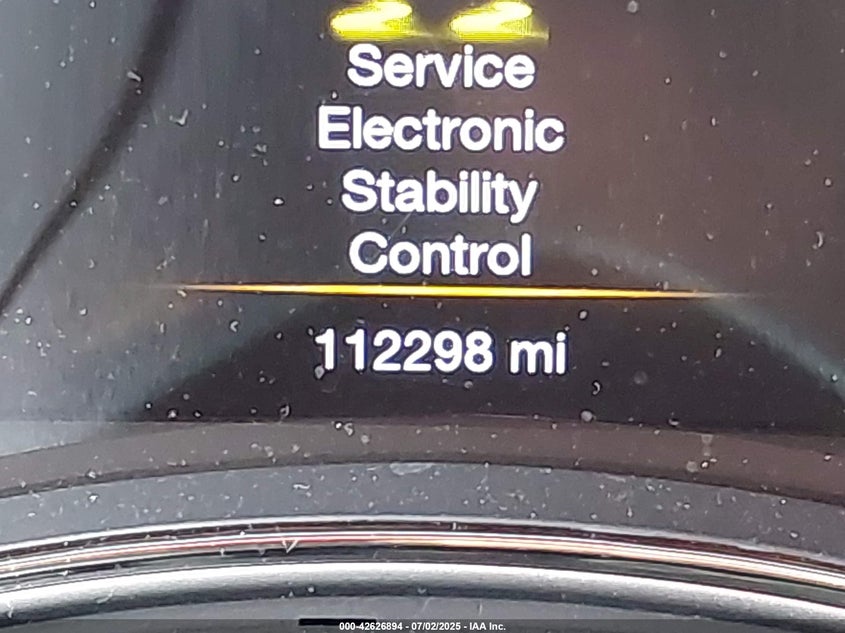 Service
Electronic
Stability
Control
112298 mi
000-42626894 - 07/02/2025 - IAA Inc.